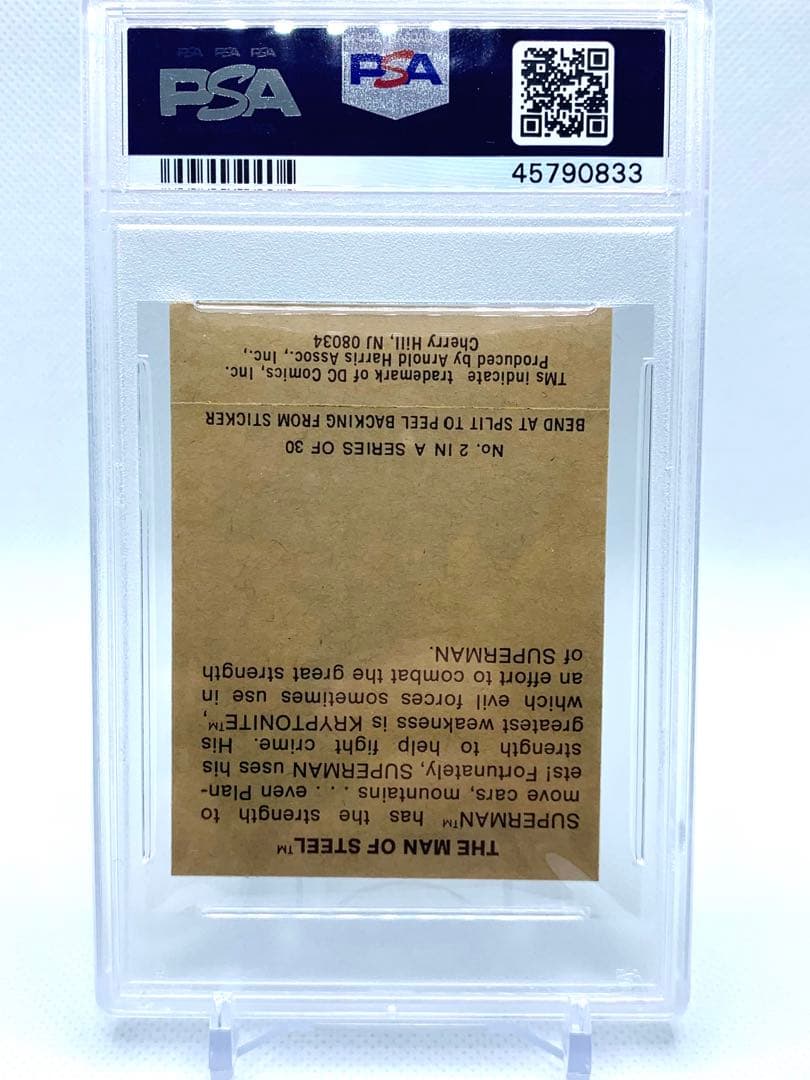 PSA PSA PSA
PSA
PSA
45790833
THE MAN OF STEEL™
SUPERMAN™ has the strength to
move cars, mountains . . . even Plan-
ets! Fortunately, SUPERMAN uses his
strength to help fight crime. His
greatest weakness is KRYPTONITE™,
which evil forces sometimes use in
an effort to combat the great strength
of SUPERMAN.
No. 2 IN A SERIES OF 30
BEND AT SPLIT TO PEEL BACKING FROM STICKER
TMs indicate trademark of DC Comics, Inc.
Produced by Arnold Harris Assoc., Inc.,
Cherry Hill, NJ 08034